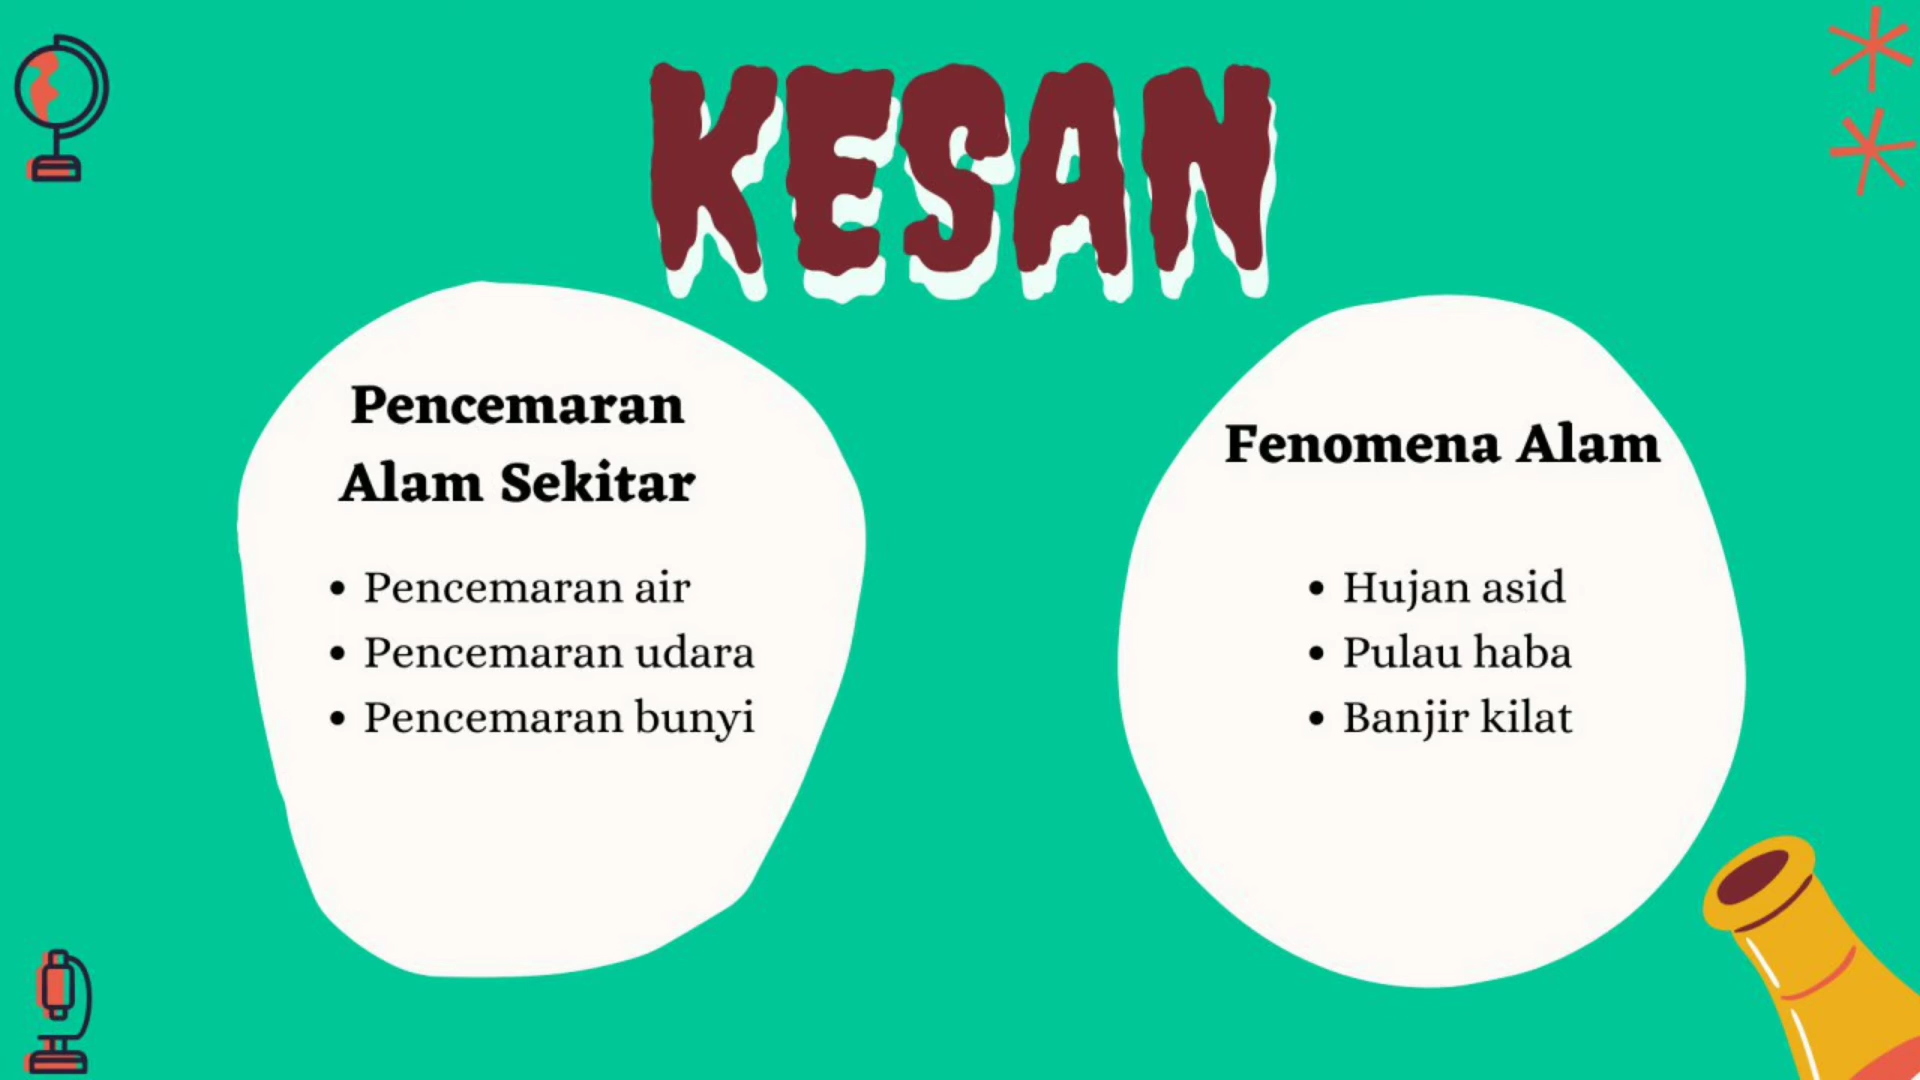 KESAN
Pencemaran
Alam Sekitar
• Pencemaran air
• Pencemaran udara
• Pencemaran bunyi
Fenomena Alam
• Hujan asid
• Pulau haba
• Banjir kilat